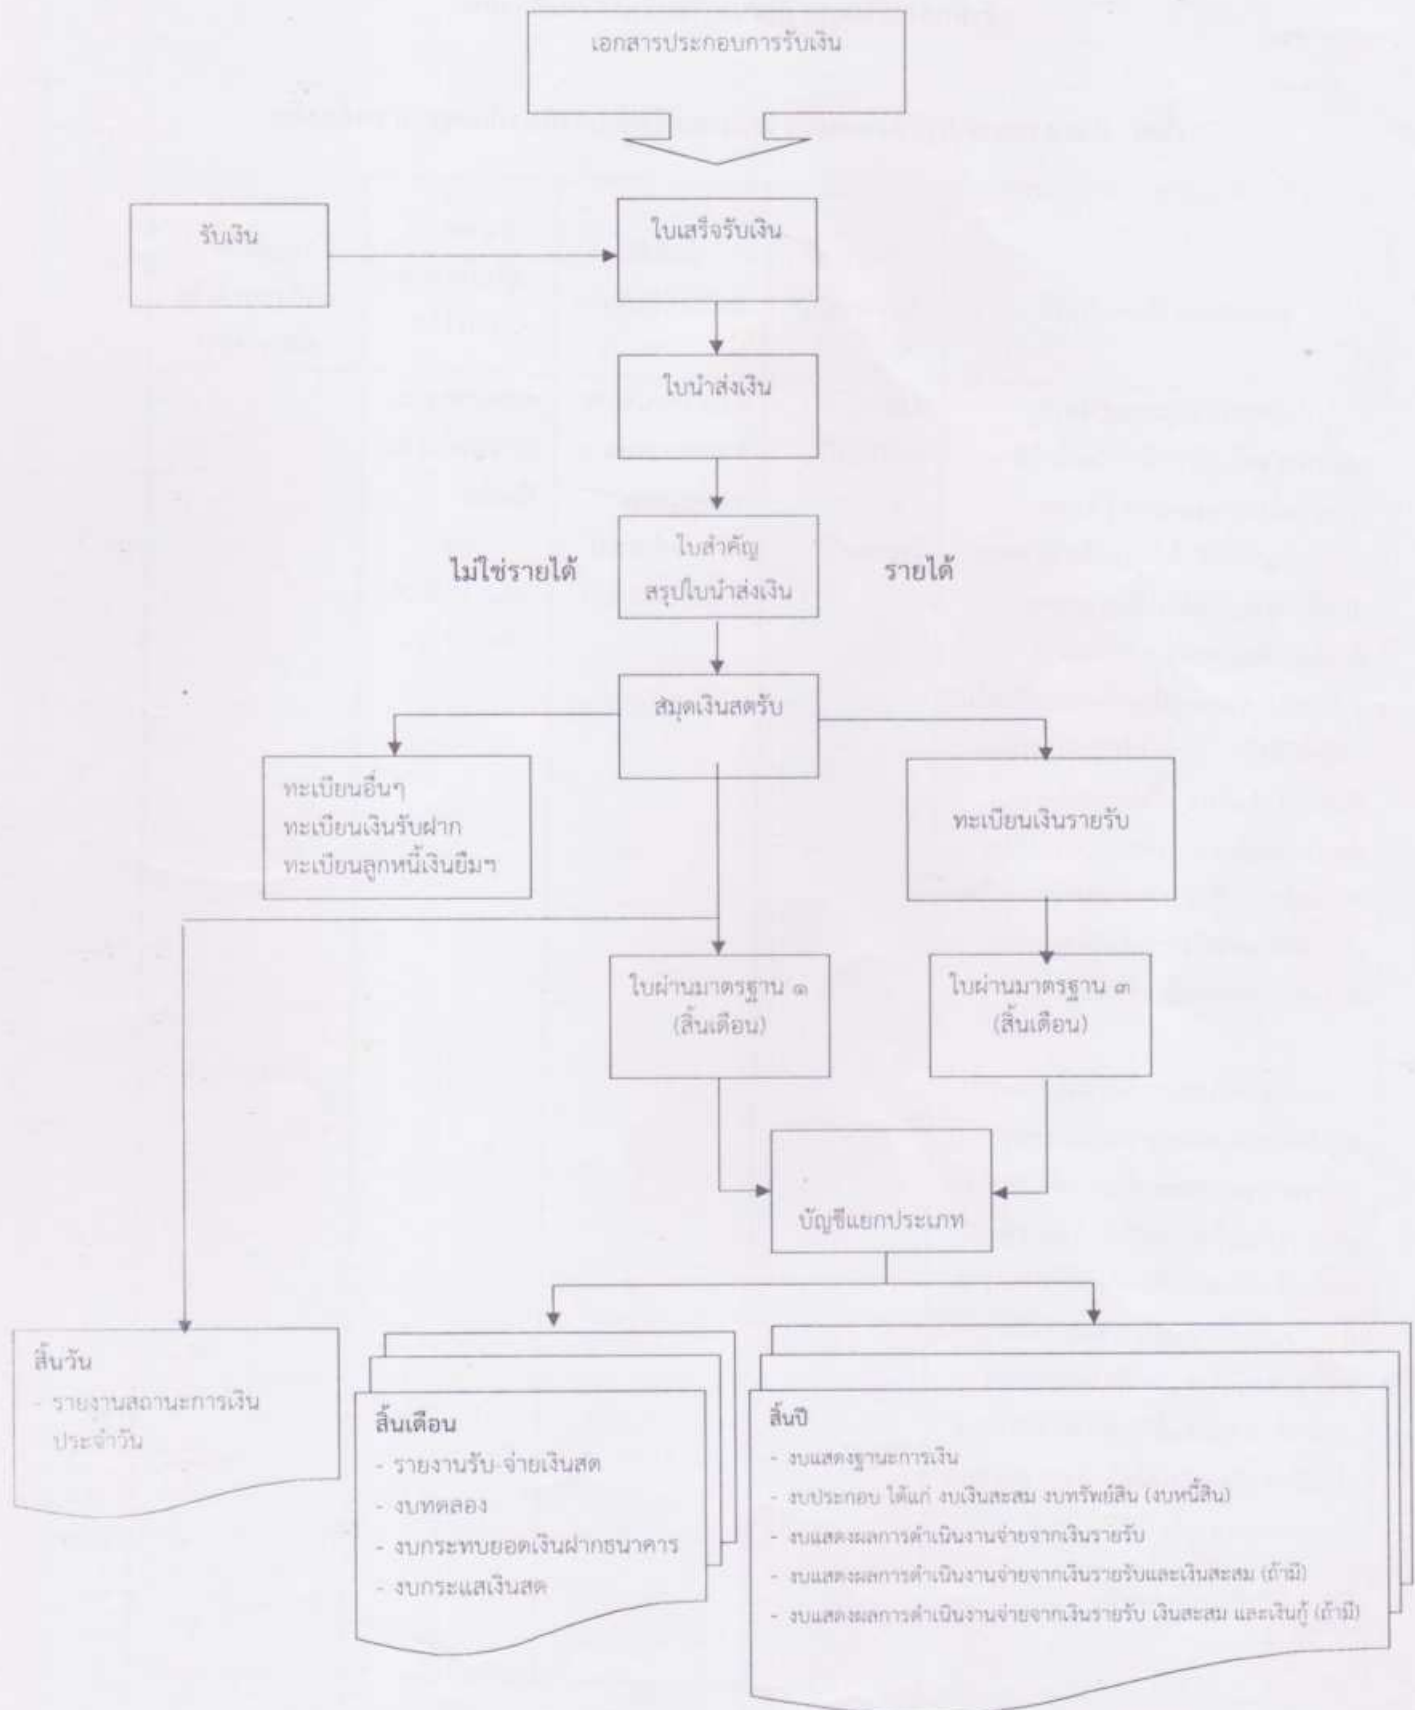 เอกสารประกอบการรับเงิน
รับเงิน
ใบเสร็จรับเงิน
ใบนำส่งเงิน
ไม่ใช่รายได้
ใบสำคัญ
สรุปใบนำส่งเงิน
รายได้
สมุดเงินสดรับ
ทะเบียนอื่นๆ
ทะเบียนเงินรับฝาก
ทะเบียนลูกหนี้เงินยืมฯ
ทะเบียนเงินรายรับ
ใบผ่านมาตรฐาน ๑
(สิ้นเดือน)
ใบผ่านมาตรฐาน ๓
(สิ้นเดือน)
บัญชีแยกประเภท
สิ้นวัน
- รายงานสถานะการเงิน
ประจำวัน
สิ้นเดือน
- รายงานรับ-จ่ายเงินสด
- งบทดลอง
- งบกระทบยอดเงินฝากธนาคาร
- งบกระแสเงินสด
สิ้นปี
- งบแสดงฐานะการเงิน
- งบประกอบ ได้แก่ งบเงินสะสม งบทรัพย์สิน (งบหนี้สิน)
- งบแสดงผลการดำเนินงานจ่ายจากเงินรายรับ
- งบแสดงผลการดำเนินงานจ่ายจากเงินรายรับและเงินสะสม (ถ้ามี)
- งบแสดงผลการดำเนินงานจ่ายจากเงินรายรับ เงินสะสม และเงินกู้ (ถ้ามี)